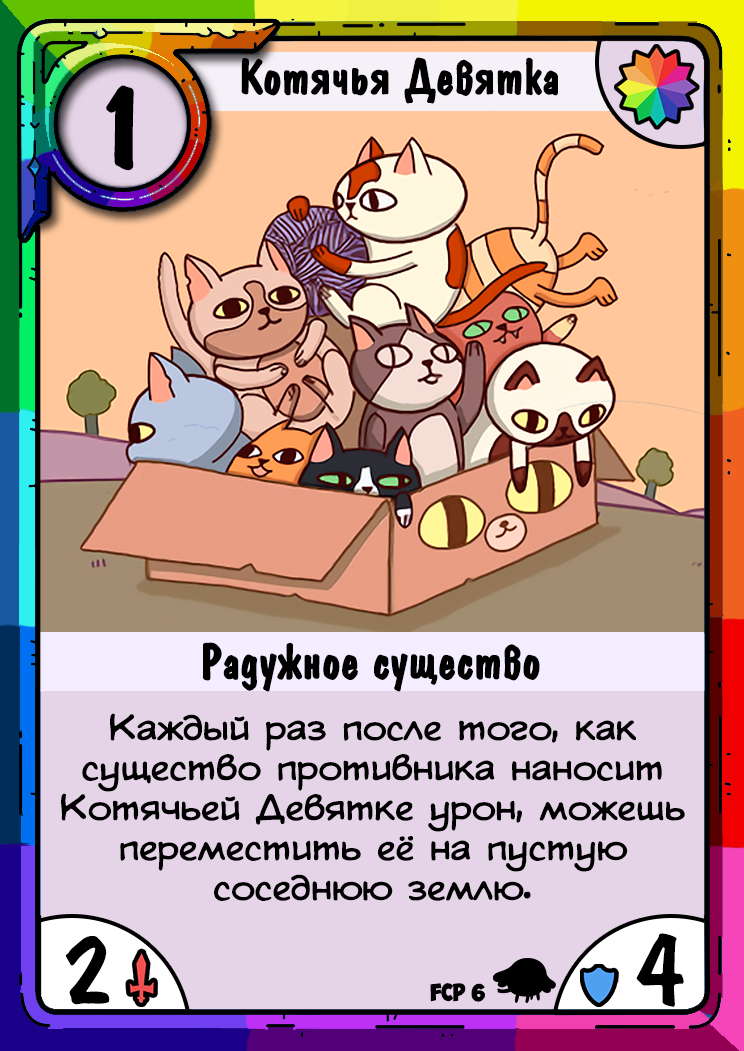 1
Котячья Девятка
Радужное существо
Каждый раз после того, как
существо противника наносит
Котячьей Девятке урон, можешь
переместить её на пустую
соседнюю землю.
2
FCP 6
4